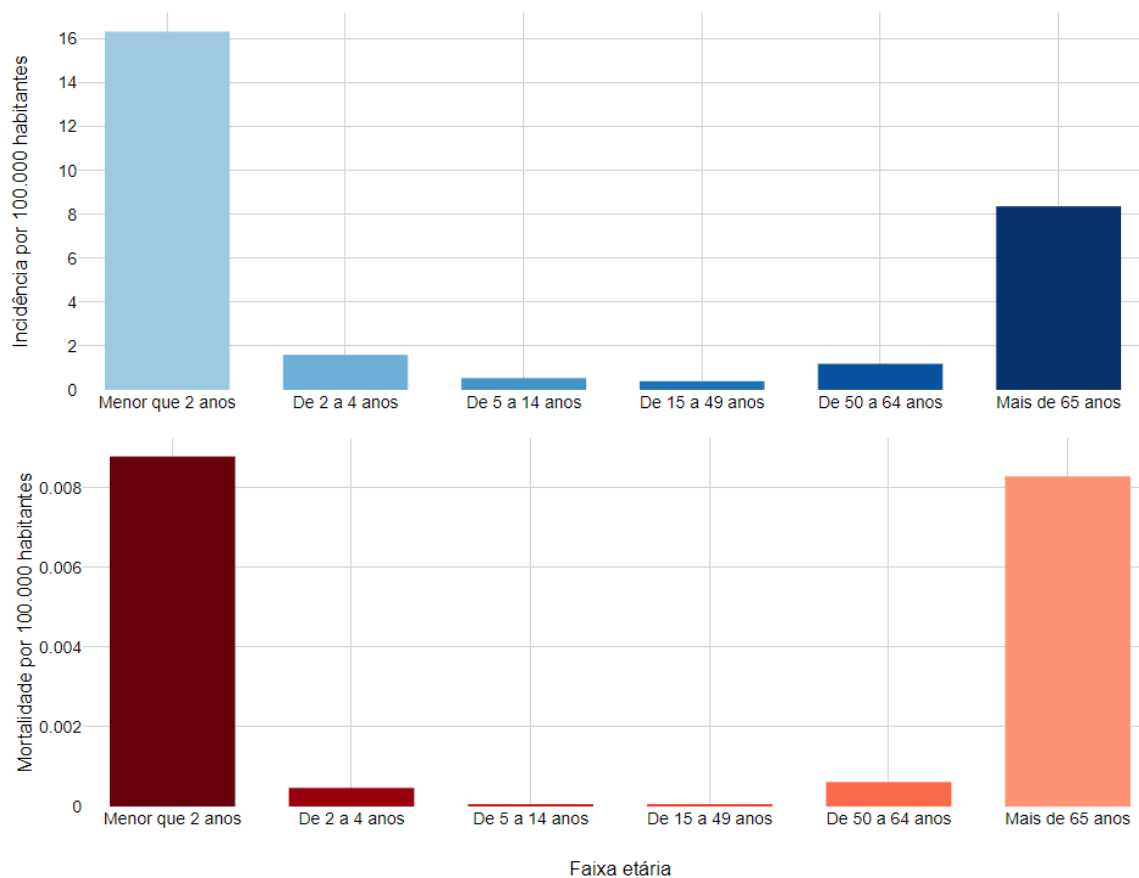 Incidência por 100.000 habitantes
16
14
12
10
8
6
4
2
0
Menor que 2 anos
De 2 a 4 anos
De 5 a 14 anos
De 15 a 49 anos
De 50 a 64 anos
Mais de 65 anos
Mortalidade por 100.000 habitantes
0.008
0.006
0.004
0.002
0
Menor que 2 anos
De 2 a 4 anos
De 5 a 14 anos
De 15 a 49 anos
De 50 a 64 anos
Mais de 65 anos
Faixa etária